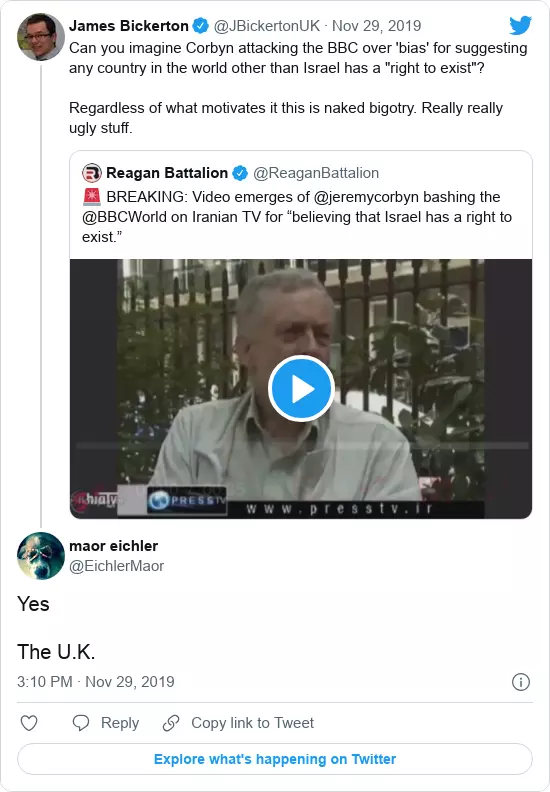 James Bickerton @JBickertonUK · Nov 29, 2019
Can you imagine Corbyn attacking the BBC over 'bias' for suggesting
any country in the world other than Israel has a "right to exist"?
Regardless of what motivates it this is naked bigotry. Really really
ugly stuff.
Reagan Battalion @ReaganBattalion
🚨 BREAKING: Video emerges of @jeremycorbyn bashing the
@BBCWorld on Iranian TV for “believing that Israel has a right to
exist.”
PRESSTV
www.presstv.ir
maor eichler
@EichlerMaor
Yes
The U.K.
3:10 PM · Nov 29, 2019
Reply
Copy link to Tweet
Explore what's happening on Twitter